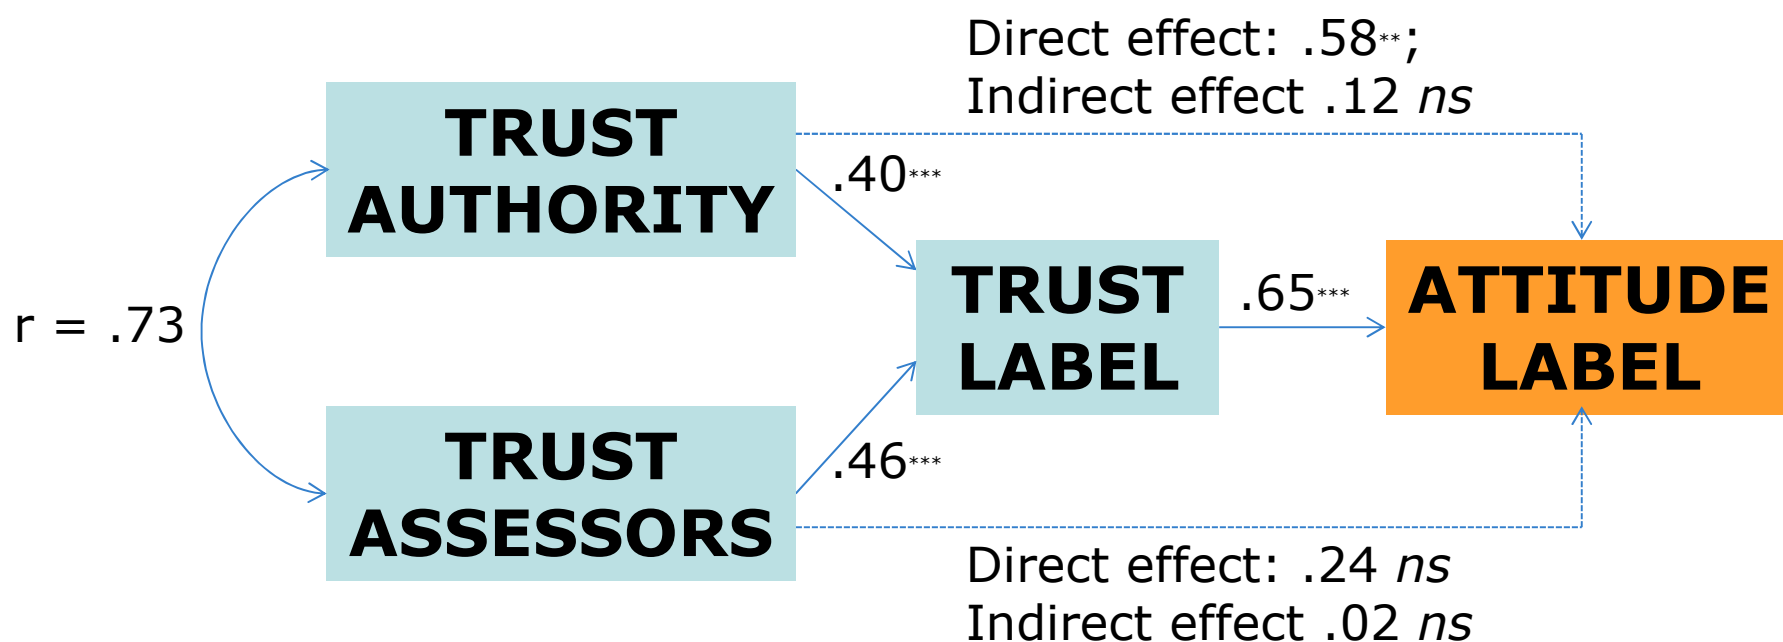 Direct effect: .58**;
Indirect effect .12 ns
TRUST
AUTHORITY
.40***
TRUST
LABEL
.65***
ATTITUDE
LABEL
r = .73
TRUST
ASSESSORS
.46***
Direct effect: .24 ns
Indirect effect .02 ns